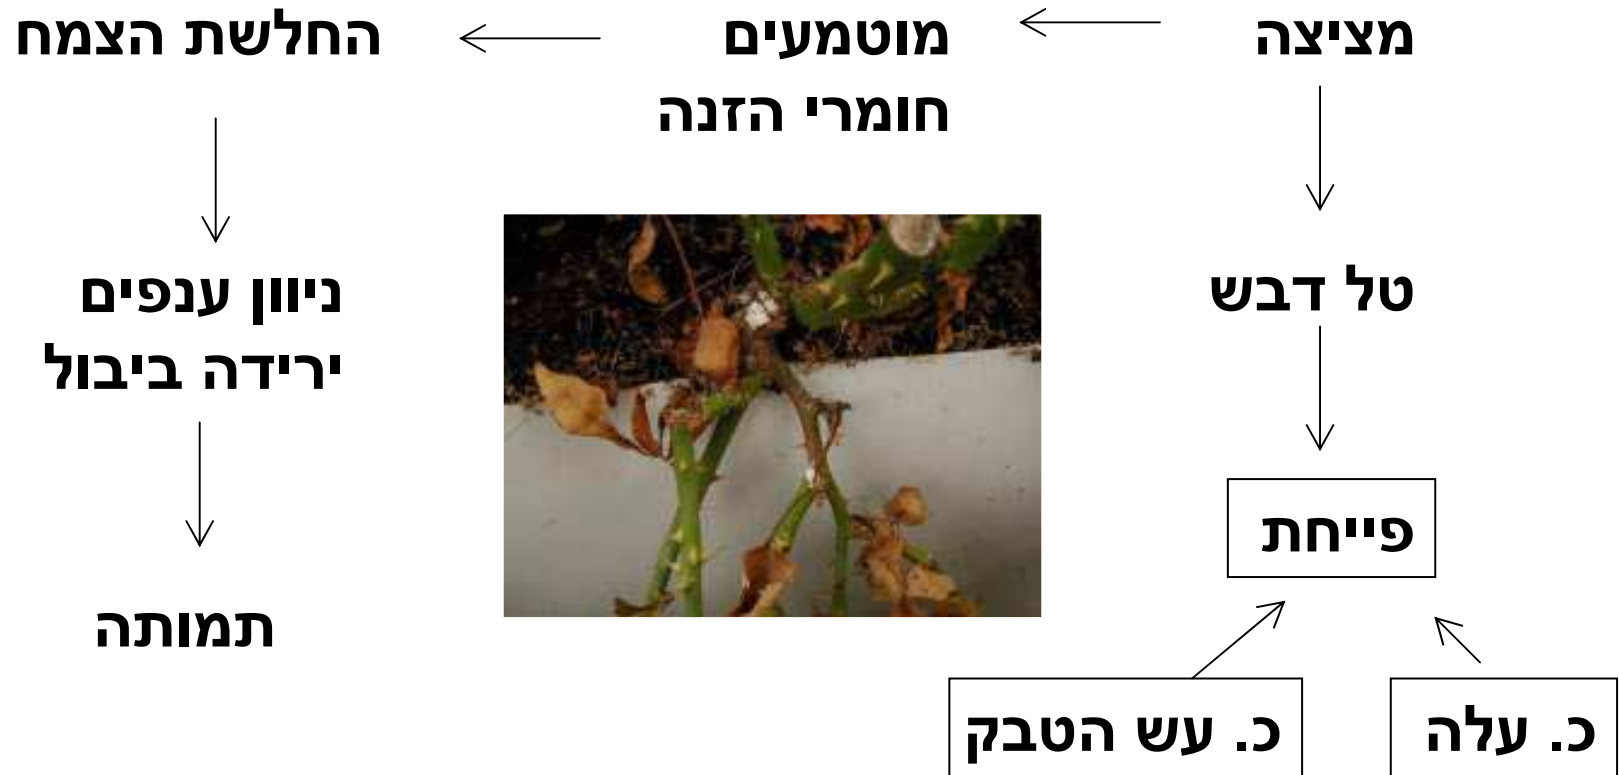 מציצה
מוטמעים
חומרי הזנה
החלשת הצמח
טל דבש
ניוון ענפים
ירידה ביבול
פייחת
תמותה
כ. עלה
כ. עש הטבק